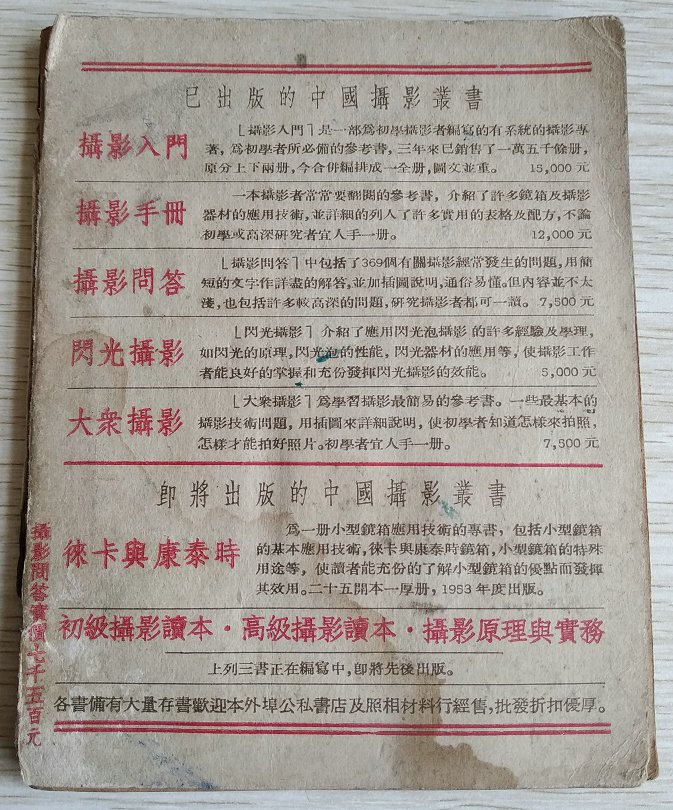 已出版的中國攝影叢書
攝影入門
［攝影入門］是一部爲初學攝影者編寫的有系統的攝影專
著，爲初學者所必備的參考書，三年來已銷售了一萬五千餘册，
原分上下兩册，今合併編排成一全册，圖文並重。 15,000 元
攝影手冊
一本攝影者常常要翻閱的參考書，介紹了許多鏡箱及攝影
器材的應用技術，並詳細的列入了許多實用的表格及配方，不論
初學或高深研究者宜人手一册。 12,000 元
攝影問答
［攝影問答］中包括了369個有關攝影經常發生的問題，用簡
短的文字作詳盡的解答，並加插圖說明，通俗易懂。但內容並不太
淺，也包括許多較高深的問題，研究攝影者都可一讀。 7,500 元
閃光攝影
［閃光攝影］介紹了應用閃光泡攝影的許多經驗及學理，
如閃光的原理，閃光泡的性能，閃光器材的應用等，使攝影工作
者能良好的掌握和充份發揮閃光攝影的效能。 5,000 元
大衆攝影
［大衆攝影］爲學習攝影最簡易的參考書。一些最基本的
攝影技術問題，用插圖來詳細說明，使初學者知道怎樣來拍照，
怎樣才能拍好照片。初學者宜人手一册。 7,500 元
即將出版的中國攝影叢書
徠卡與康泰時
爲一册小型鏡箱應用技術的專書，包括小型鏡箱
的基本應用技術，徠卡與康泰時鏡箱，小型鏡箱的特殊
用途等，使讀者能充份的了解小型鏡箱的優點而發揮
其效用。二十五開本一厚册，1953 年度出版。
初級攝影讀本・高級攝影讀本・攝影原理與實務
上列三書正在編寫中，即將先後出版。
各書備有大量存書歡迎本外埠公私書店及照相材料行經售，批發折扣優厚。
攝影問答實價七千五百元